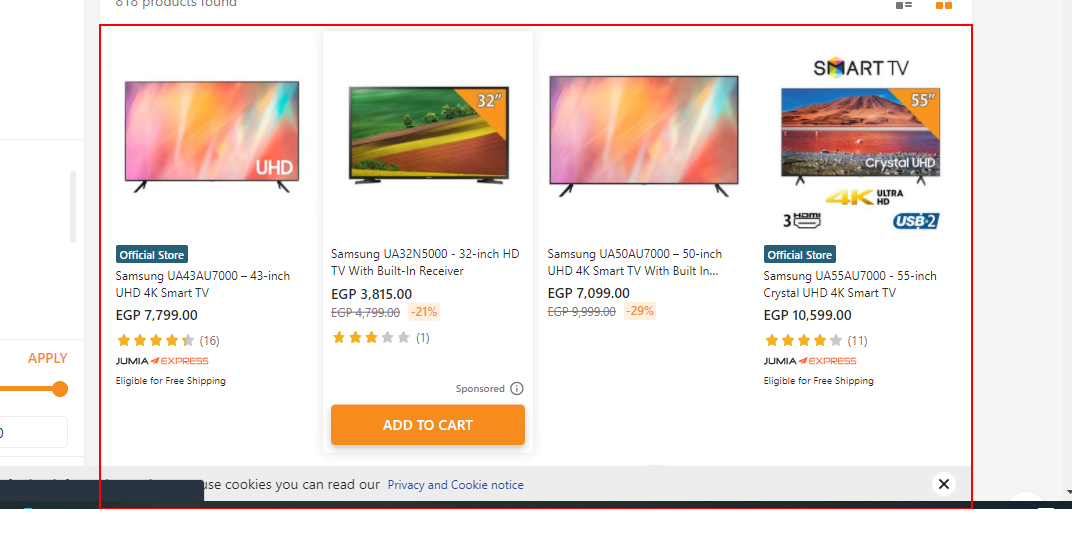 818 products found
UHD
Official Store
Samsung UA43AU7000 – 43-inch
UHD 4K Smart TV
EGP 7,799.00
(16)
JUMIA EXPRESS
Eligible for Free Shipping
32”
Samsung UA32N5000 - 32-inch HD
TV With Built-In Receiver
EGP 3,815.00
EGP 4,799.00 -21%
(1)
Sponsored
ADD TO CART
Samsung UA50AU7000 – 50-inch
UHD 4K Smart TV With Built In...
EGP 7,099.00
EGP 9,999.00 -29%
SMART TV
55”
Crystal UHD
4K ULTRA HD
3 HDMI
USB·2
Official Store
Samsung UA55AU7000 - 55-inch
Crystal UHD 4K Smart TV
EGP 10,599.00
(11)
JUMIA EXPRESS
Eligible for Free Shipping
APPLY
0
use cookies you can read our Privacy and Cookie notice